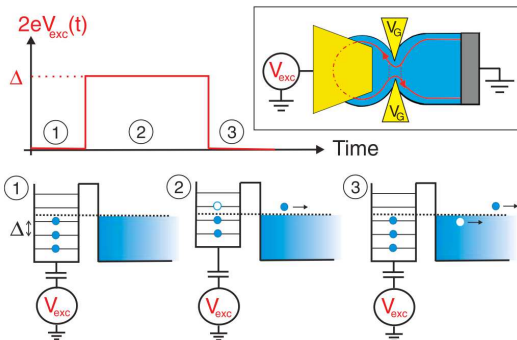 2eV_exc(t)
Δ
① ② ③
Time
V_exc
V_G
V_G
①
Δ
V_exc
②
V_exc
③
V_exc